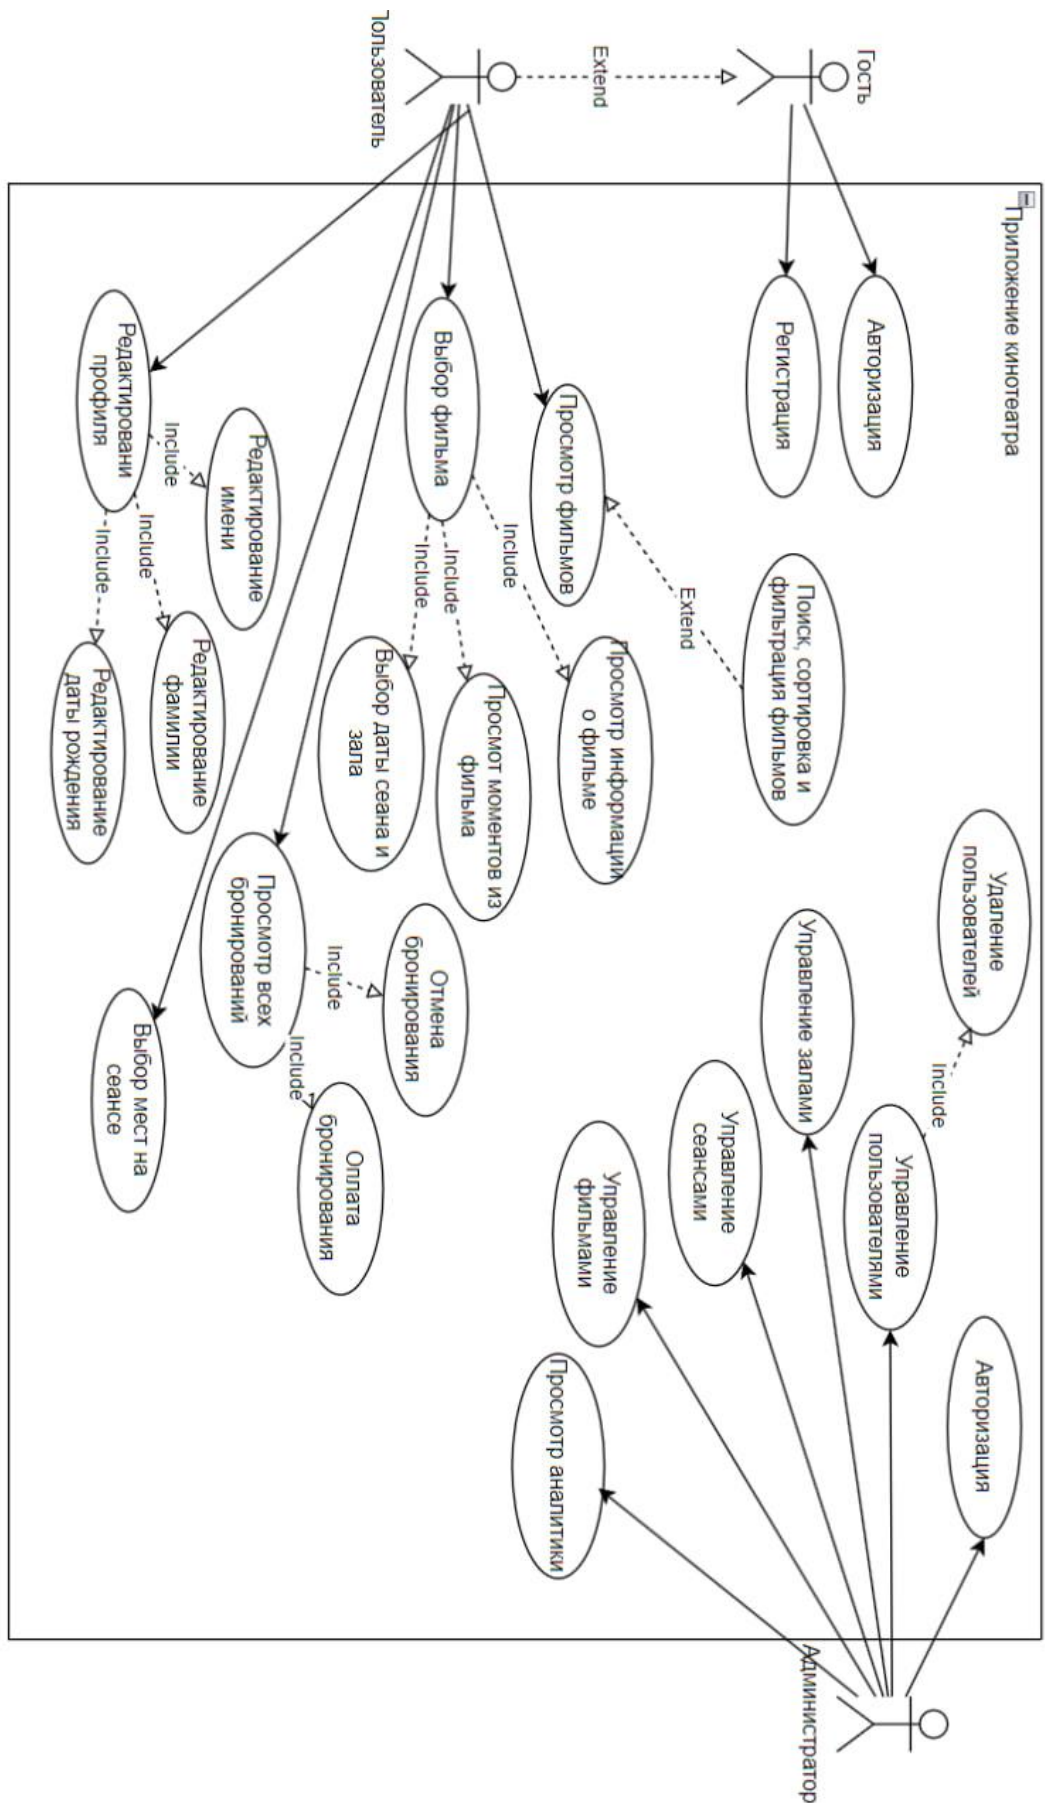 Приложение кинотеатра
Гость
Extend
Пользователь
Авторизация
Регистрация
Поиск, сортировка и
фильтрация фильмов
Extend
Просмотр фильмов
Выбор фильма
Include
Include
Include
Просмотр информации
о фильме
Просмот моментов из
фильма
Выбор даты сеана и
зала
Редактировани
профиля
Include
Include
Include
Редактирование
имени
Редактирование
фамилии
Редактирование
даты рождения
Просмотр всех
бронирований
Include
Include
Отмена
бронирования
Оплата
бронирования
Выбор мест на
сеансе
Удаление
пользователей
Include
Управление
пользователями
Авторизация
Управление залами
Управление
сеансами
Управление
фильмами
Просмотр аналитики
Администратор